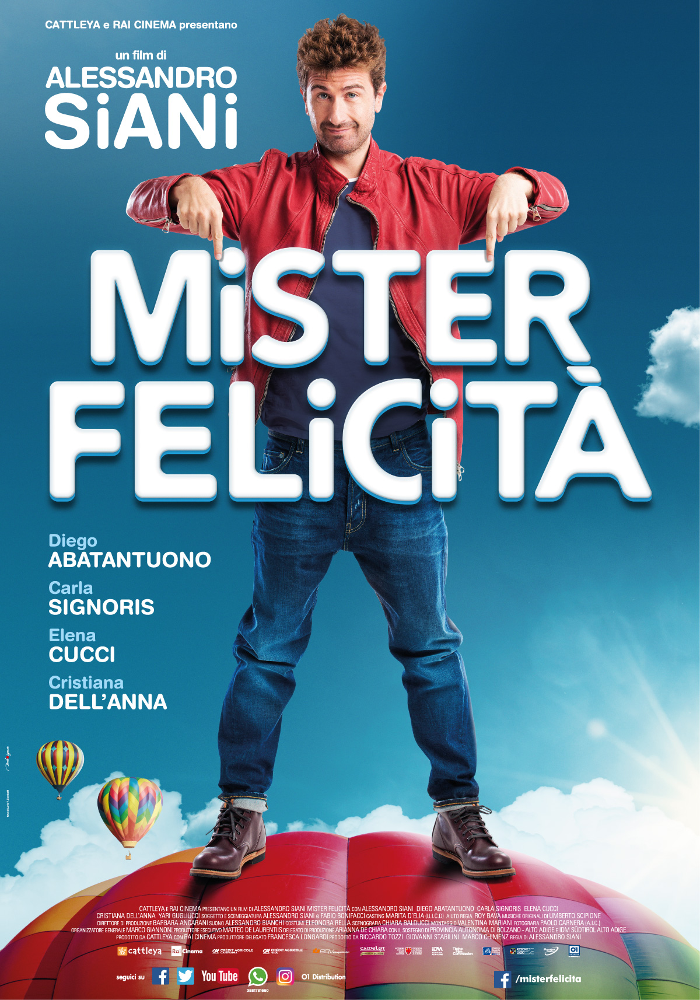 CATTLEYA e RAI CINEMA presentano
un film di
ALESSANDRO
SiANi
MiSTER
FELiCiTÀ
Diego
ABATANTUONO
Carla
SIGNORIS
Elena
CUCCI
Cristiana
DELL'ANNA
CATTLEYA E RAI CINEMA PRESENTANO UN FILM DI ALESSANDRO SIANI MISTER FELICITÀ CON ALESSANDRO SIANI DIEGO ABATANTUONO CARLA SIGNORIS ELENA CUCCI
CRISTIANA DELL'ANNA YARI GUGLIUCCI SOGGETTO E SCENEGGIATURA ALESSANDRO SIANI e FABIO BONIFACCI CASTING MARITA D'ELIA (U.I.C.D) AIUTO REGIA ROY BAVA MUSICHE ORIGINALI DI UMBERTO SCIPIONE
DIRETTORE DI PRODUZIONE BARBARA ANCARANI SUONO ALESSANDRO BIANCHI COSTUMI ELEONORA RELLA SCENOGRAFIA CHIARA BALDUCCI MONTAGGIO VALENTINA MARIANI FOTOGRAFIA PAOLO CARNERA (A.I.C.)
ORGANIZZATORE GENERALE MARCO GIANNONI PRODUTTORE ESECUTIVO MATTEO DE LAURENTIIS DELEGATO DI PRODUZIONE ARIANNA DE CHIARA CON IL SOSTEGNO DI PROVINCIA AUTONOMA DI BOLZANO - ALTO ADIGE E IDM SÜDTIROL ALTO ADIGE
PRODOTTO DA CATTLEYA CON RAI CINEMA PRODUTTORE DELEGATO FRANCESCA LONGARDI PRODOTTO DA RICCARDO TOZZI GIOVANNI STABILINI MARCO CHIMENZ REGIA DI ALESSANDRO SIANI
cattleya Rai Cinema CRÉDIT AGRICOLE CARISPARMA CRÉDIT AGRICOLE VITA CAMELOT IDM Ticino Film Commission REGIONE LAZIO 01
seguici su You Tube 01 Distribution /misterfelicita
3881781660